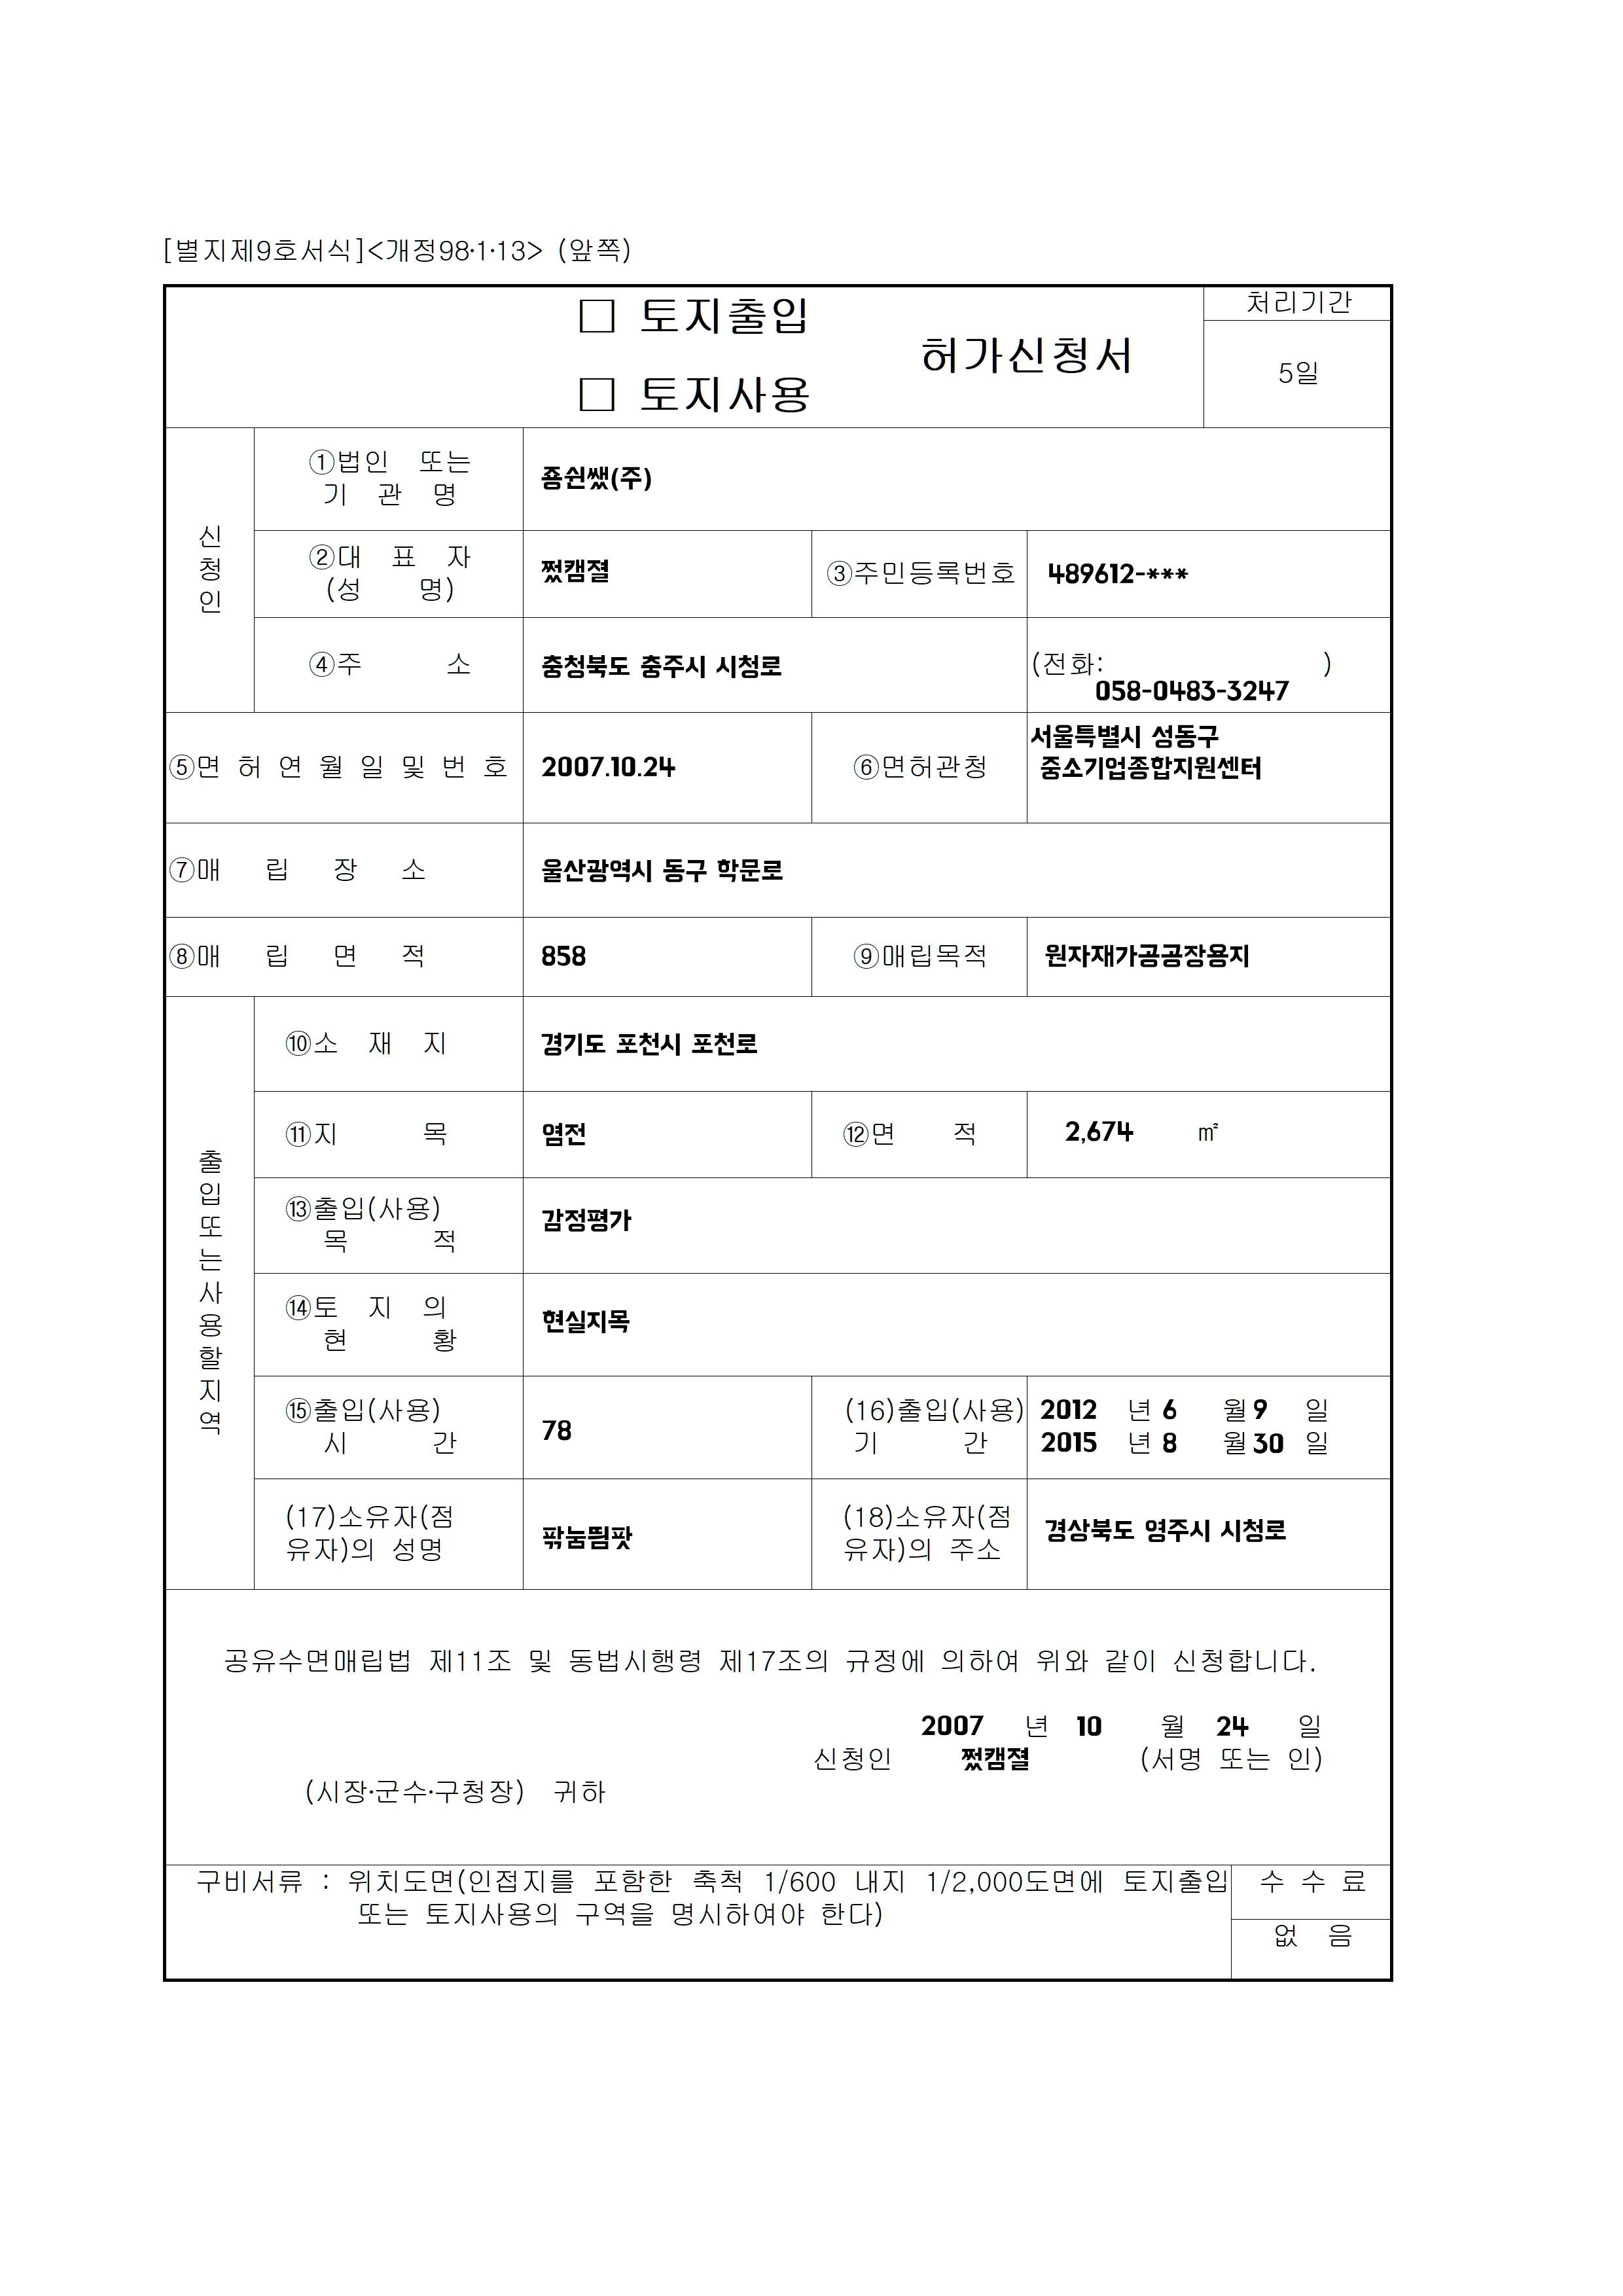 [별지제9호서식]<개정98·1·13> (앞쪽)
□ 토지출입
□ 토지사용
허가신청서
처리기간
5일
신청인
①법인 또는
기 관 명
죵쉰쌨(주)
②대 표 자
(성 명)
쩠캠졀
③주민등록번호
489612-***
④주 소
충청북도 충주시 시청로
(전화: )
058-0483-3247
⑤면 허 연 월 일 및 번 호
2007.10.24
⑥면허관청
서울특별시 성동구
중소기업종합지원센터
⑦매 립 장 소
울산광역시 동구 학문로
⑧매 립 면 적
858
⑨매립목적
원자재가공공장용지
출입또는사용할지역
⑩소 재 지
경기도 포천시 포천로
⑪지 목
염전
⑫면 적
2,674 ㎡
⑬출입(사용)
목 적
감정평가
⑭토 지 의
현 황
현실지목
⑮출입(사용)
시 간
78
(16)출입(사용)
기 간
2012 년 6 월 9 일
2015 년 8 월 30 일
(17)소유자(점
유자)의 성명
팎눔띔팟
(18)소유자(점
유자)의 주소
경상북도 영주시 시청로
공유수면매립법 제11조 및 동법시행령 제17조의 규정에 의하여 위와 같이 신청합니다.
2007 년 10 월 24 일
신청인 쩠캠졀 (서명 또는 인)
(시장·군수·구청장) 귀하
구비서류 : 위치도면(인접지를 포함한 축척 1/600 내지 1/2,000도면에 토지출입
또는 토지사용의 구역을 명시하여야 한다)
수 수 료
없 음